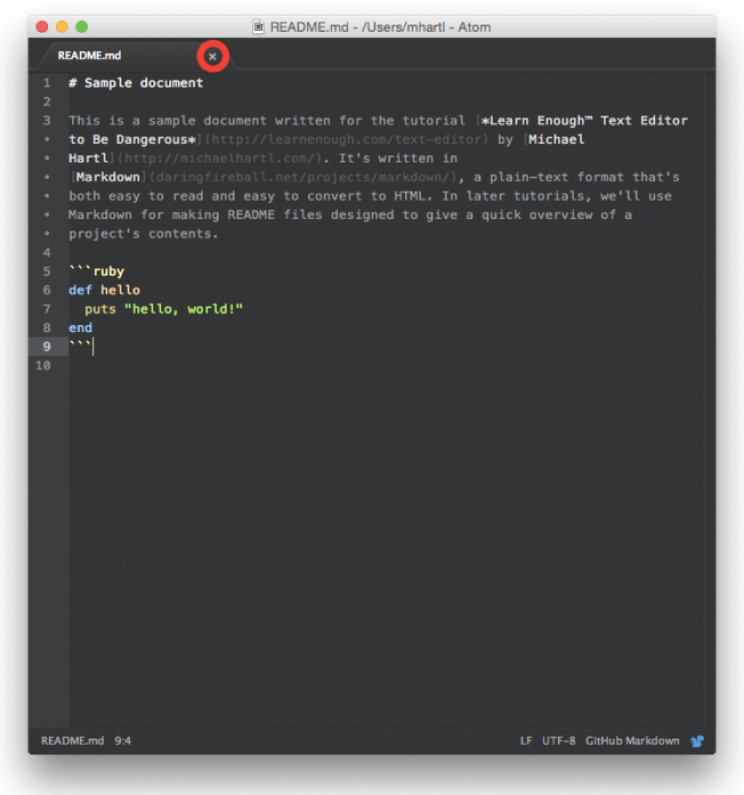 README.md - /Users/mhartl - Atom
README.md ×
1 # Sample document
2
3 This is a sample document written for the tutorial [*Learn Enough™ Text Editor
• to Be Dangerous*](http://learnenough.com/text-editor) by [Michael
• Hartl](http://michaelhartl.com/). It's written in
• [Markdown](daringfireball.net/projects/markdown/), a plain-text format that's
• both easy to read and easy to convert to HTML. In later tutorials, we'll use
• Markdown for making README files designed to give a quick overview of a
• project's contents.
4
5 ```ruby
6 def hello
7   puts "hello, world!"
8 end
9 ```
10
README.md 9:4 LF UTF-8 GitHub Markdown